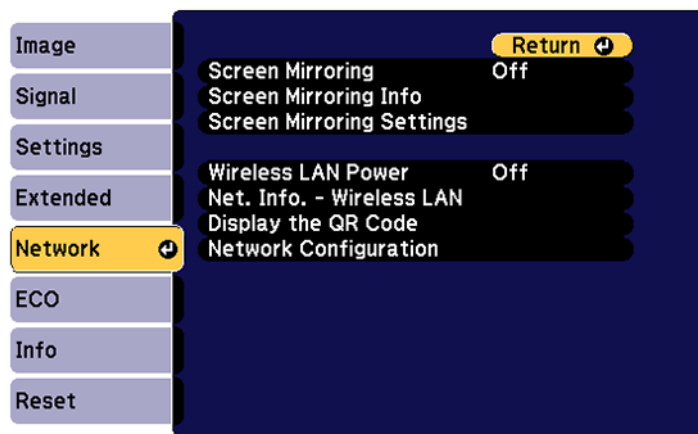 Image
Signal
Settings
Extended
Network
ECO
Info
Reset
Return
Screen Mirroring Off
Screen Mirroring Info
Screen Mirroring Settings
Wireless LAN Power Off
Net. Info. - Wireless LAN
Display the QR Code
Network Configuration